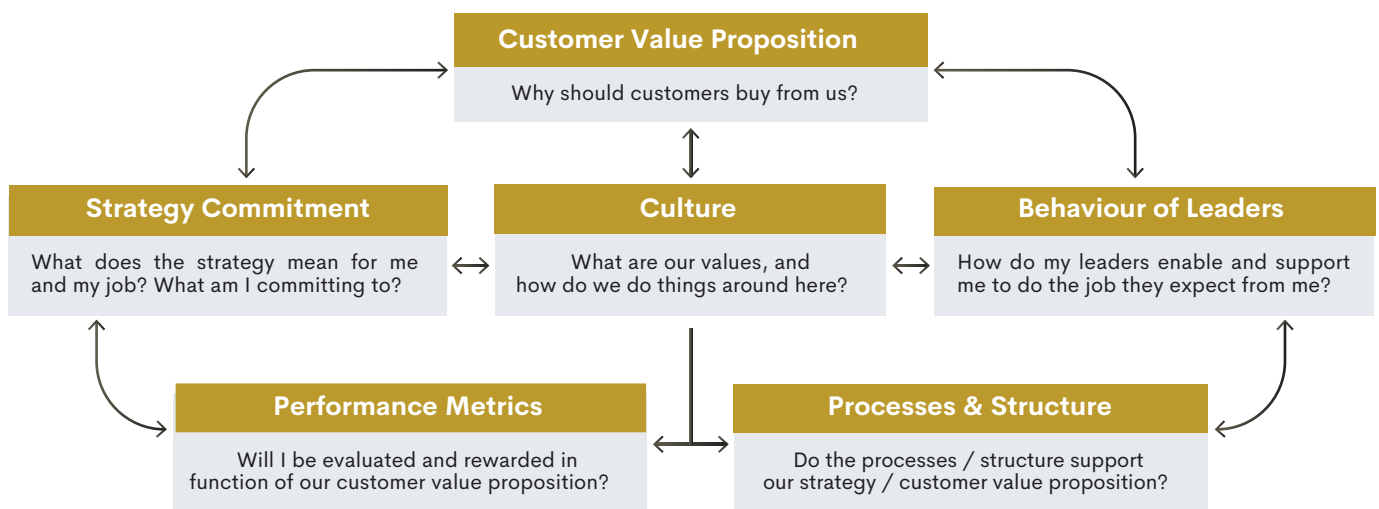 Customer Value Proposition
Why should customers buy from us?
Strategy Commitment
What does the strategy mean for me
and my job? What am I committing to?
Culture
What are our values, and
how do we do things around here?
Behaviour of Leaders
How do my leaders enable and support
me to do the job they expect from me?
Performance Metrics
Will I be evaluated and rewarded in
function of our customer value proposition?
Processes & Structure
Do the processes / structure support
our strategy / customer value proposition?